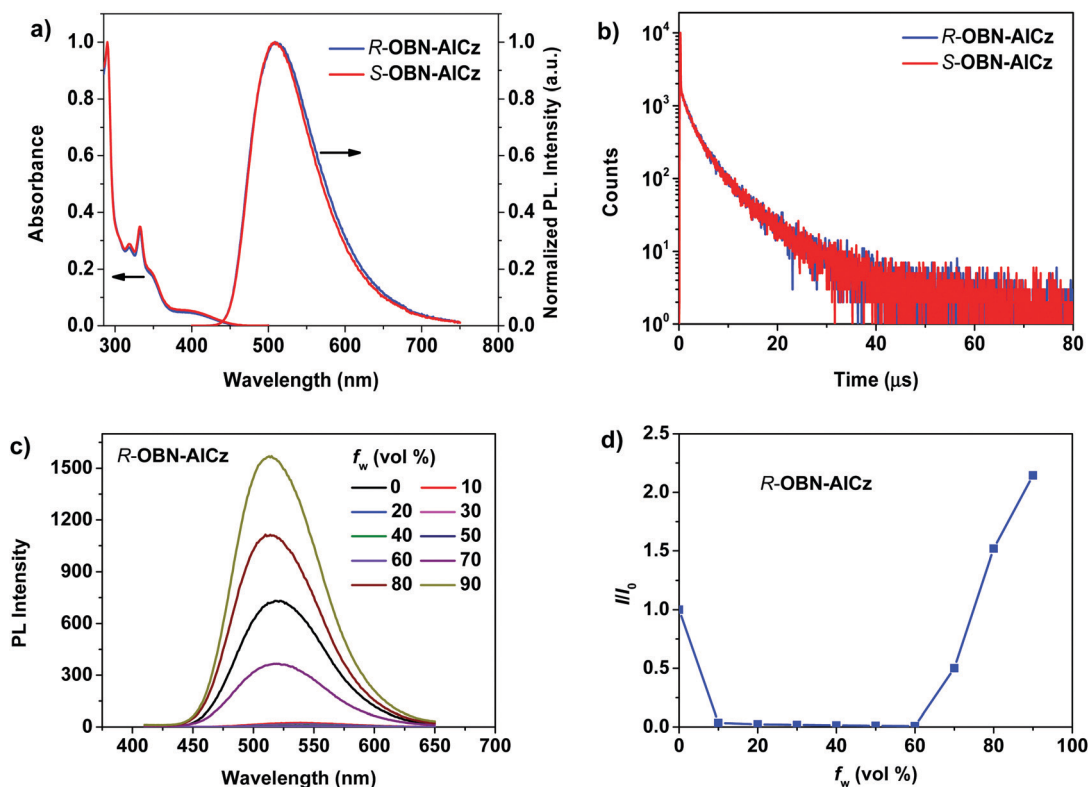 a)
R-OBN-AICz
S-OBN-AICz
Absorbance
1.0
0.8
0.6
0.4
0.2
0.0
1.0
0.8
0.6
0.4
0.2
0.0
Normalized PL. Intensity (a.u.)
300 350 400 500 600 700 800
Wavelength (nm)
b)
R-OBN-AICz
S-OBN-AICz
Counts
10⁴
10³
10²
10¹
10⁰
0 20 40 60 80
Time (μs)
c)
R-OBN-AICz
fw (vol %)
0 10
20 30
40 50
60 70
80 90
PL Intensity
1500
1200
900
600
300
0
400 450 500 550 600 650 700
Wavelength (nm)
d)
R-OBN-AICz
I/I₀
2.5
2.0
1.5
1.0
0.5
0.0
0 20 40 60 80 100
fw (vol %)